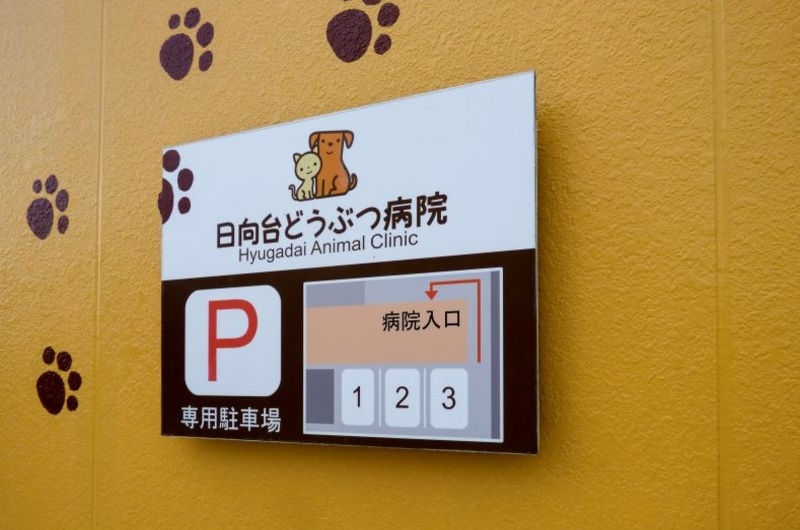 日向台どうぶつ病院
Hyugadai Animal Clinic
P
専用駐車場
病院入口
1 2 3